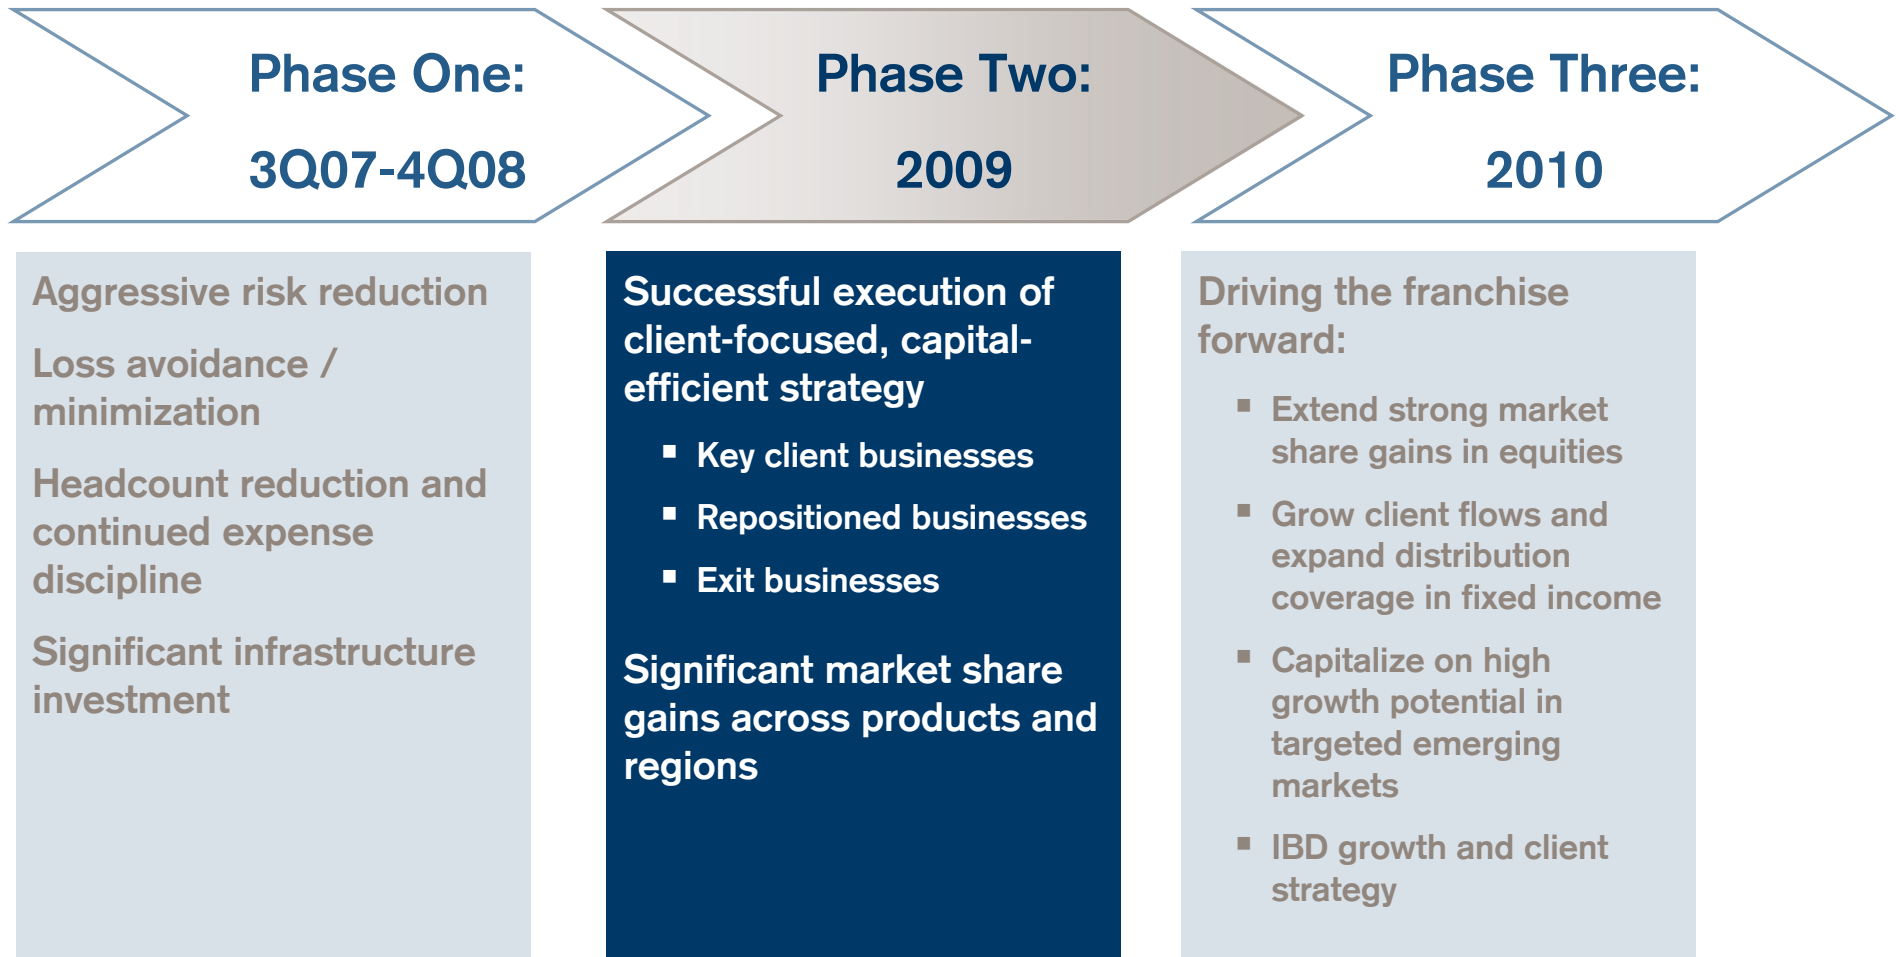 Phase One:
3Q07-4Q08
Phase Two:
2009
Phase Three:
2010
Aggressive risk reduction
Loss avoidance /
minimization
Headcount reduction and
continued expense
discipline
Significant infrastructure
investment
Successful execution of
client-focused, capital-
efficient strategy
▪ Key client businesses
▪ Repositioned businesses
▪ Exit businesses
Significant market share
gains across products and
regions
Driving the franchise
forward:
▪ Extend strong market
share gains in equities
▪ Grow client flows and
expand distribution
coverage in fixed income
▪ Capitalize on high
growth potential in
targeted emerging
markets
▪ IBD growth and client
strategy